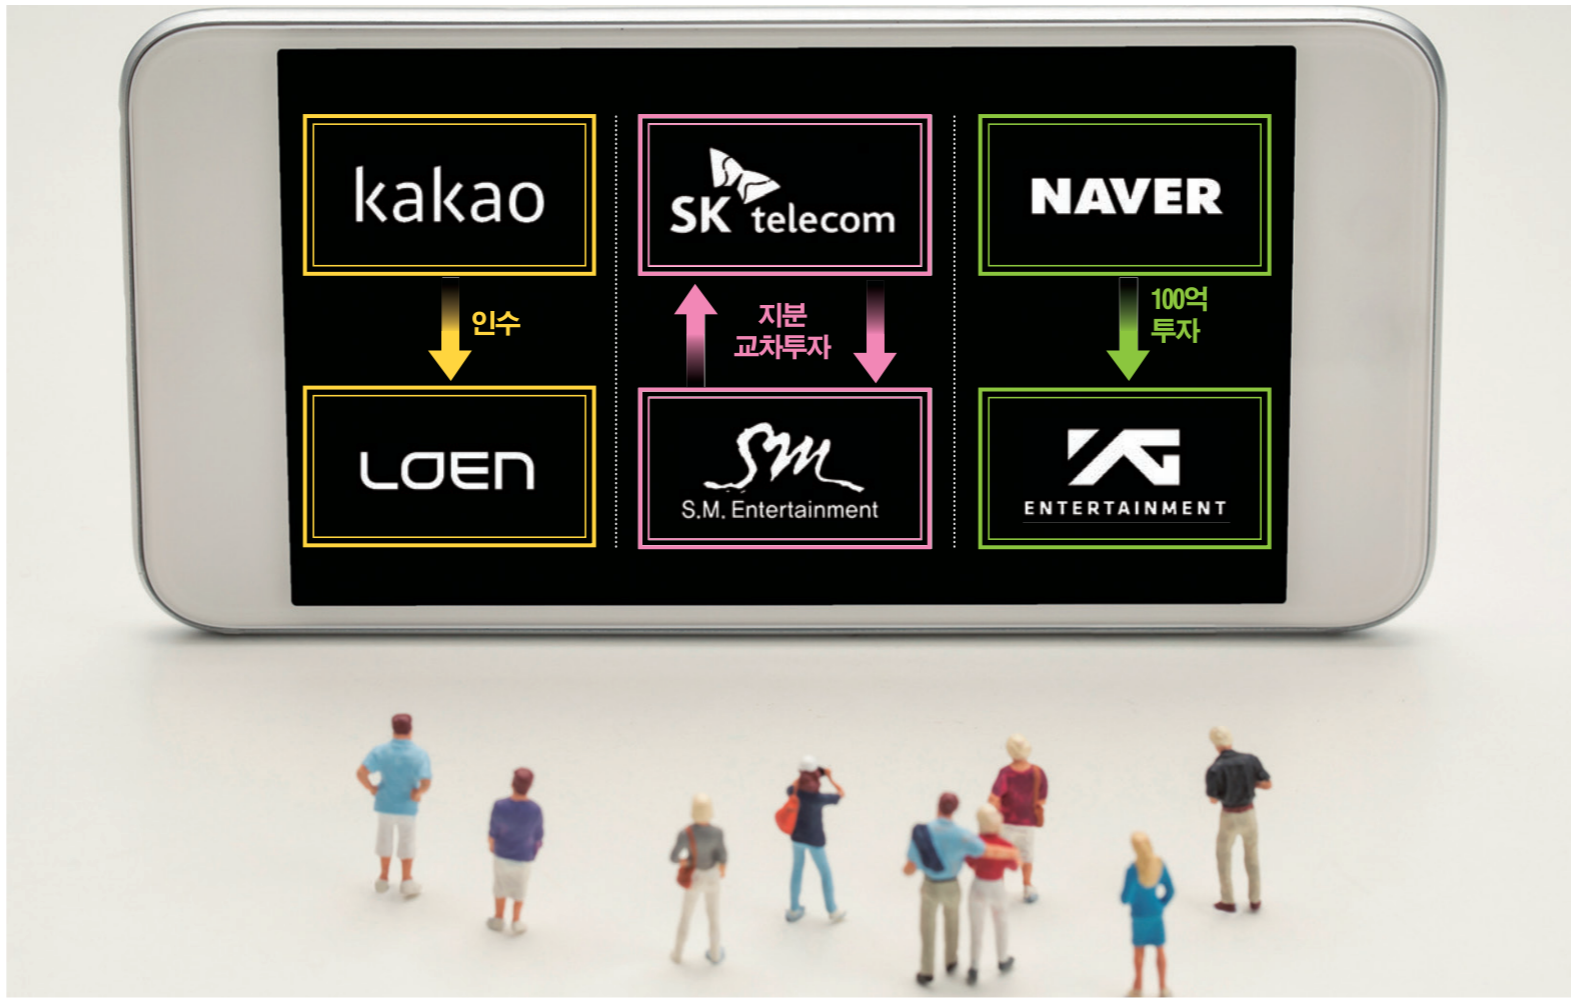 kakao
인수
LOEN
SK telecom
지분
교차투자
S.M. Entertainment
NAVER
100억
투자
YG
ENTERTAINMENT